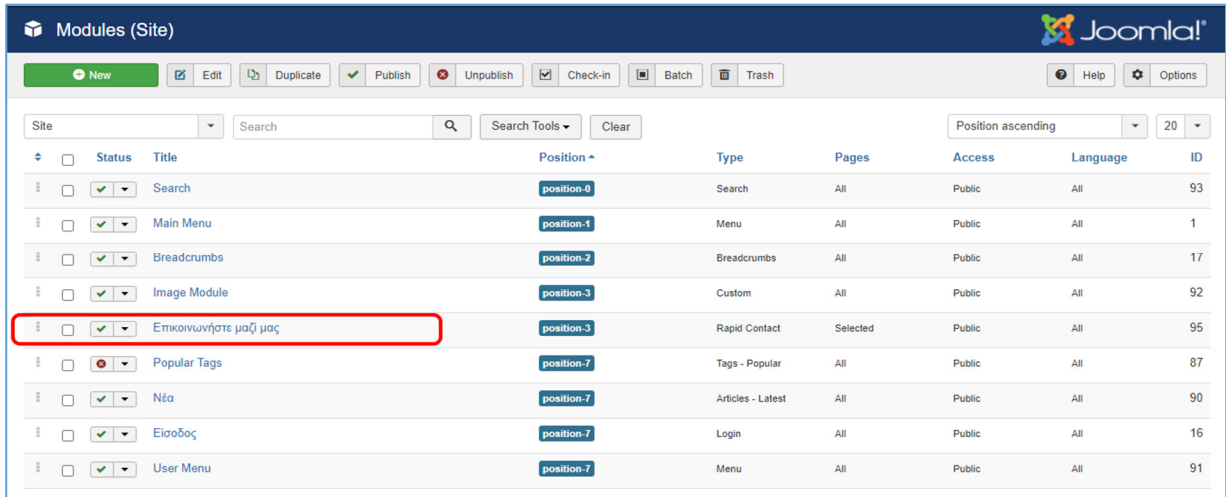 Modules (Site) Joomla!®
New Edit Duplicate Publish Unpublish Check-in Batch Trash Help Options
Site Search Search Tools Clear Position ascending 20
Status Title Position Type Pages Access Language ID
Search position-0 Search All Public All 93
Main Menu position-1 Menu All Public All 1
Breadcrumbs position-2 Breadcrumbs All Public All 17
Image Module position-3 Custom All Public All 92
Επικοινωνήστε μαζί μας position-3 Rapid Contact Selected Public All 95
Popular Tags position-7 Tags - Popular All Public All 87
Νέα position-7 Articles - Latest All Public All 90
Είσοδος position-7 Login All Public All 16
User Menu position-7 Menu All Public All 91